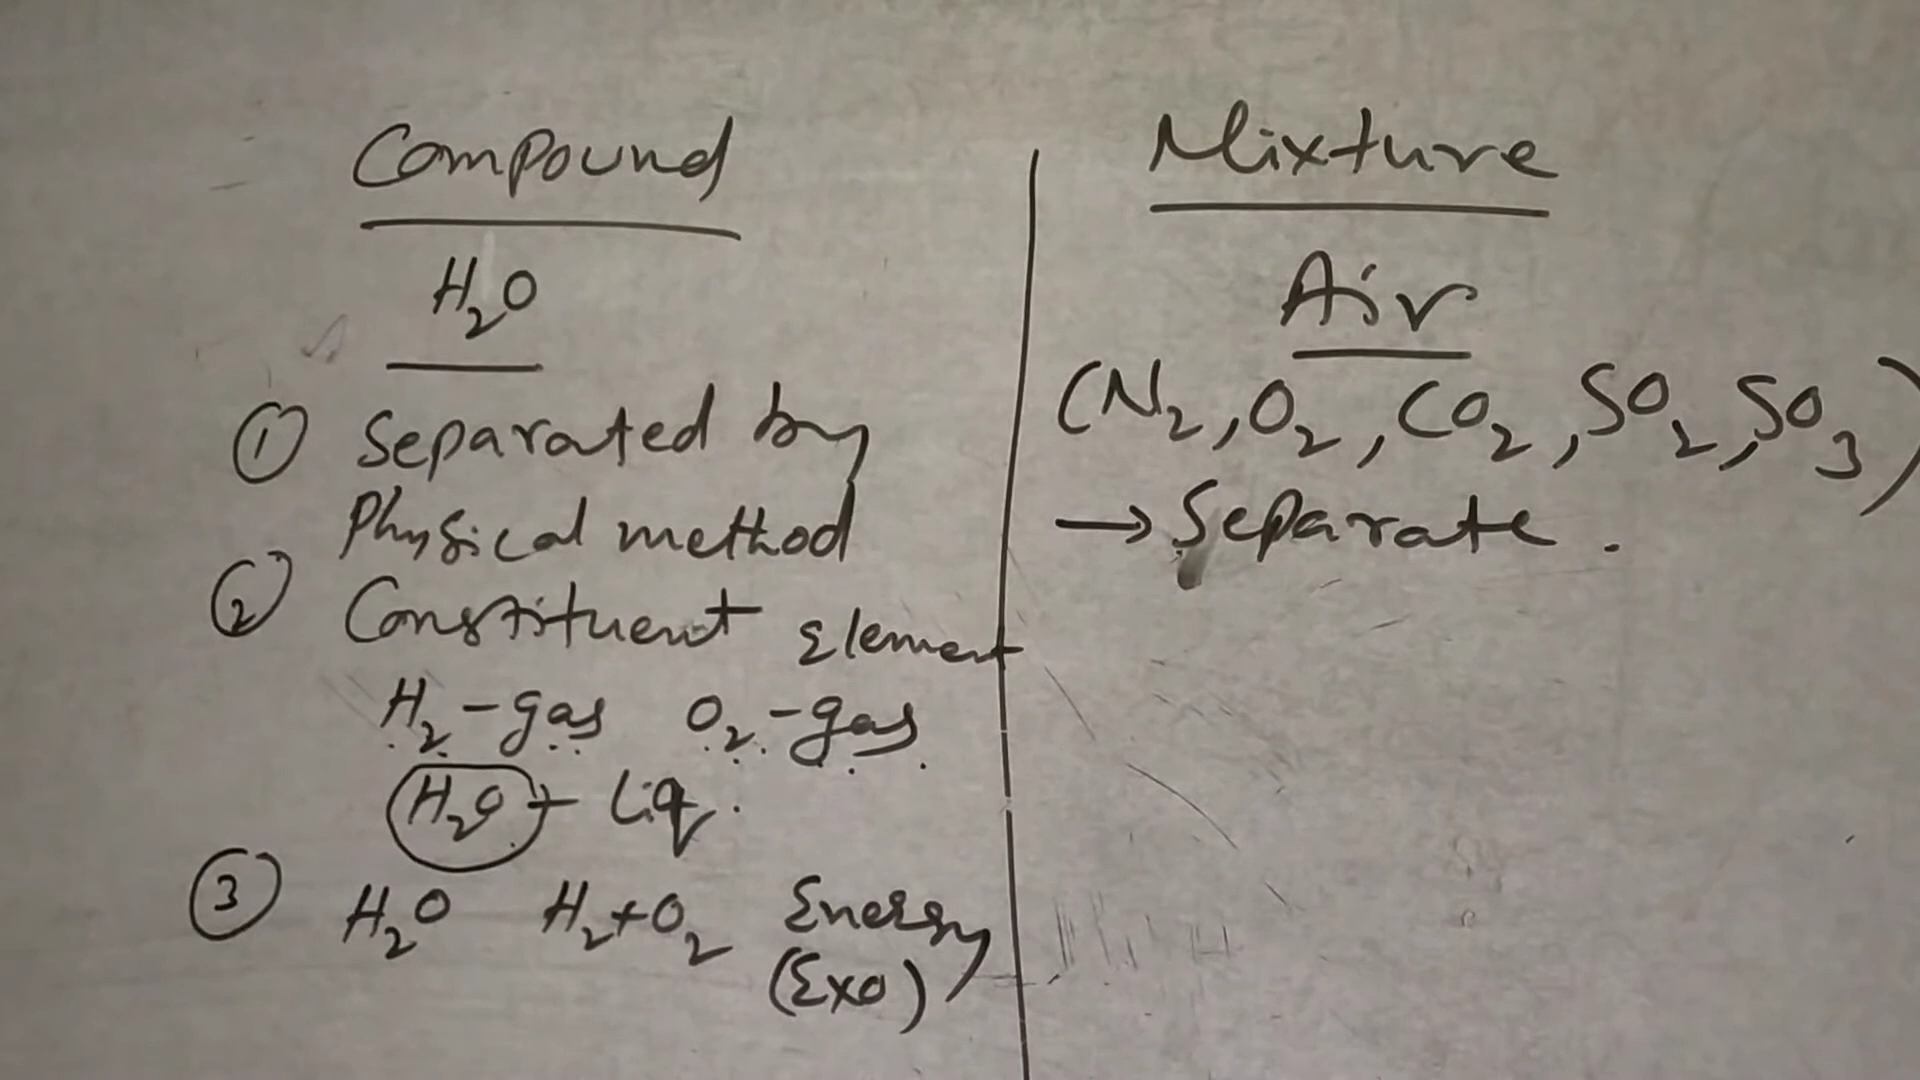 Compound
H₂O
① Separated by
Physical method
② Constituent Element
H₂-gas O₂-gas
H₂O - Liq.
③ H₂O H₂+O₂ Energy
(Exo)
Mixture
Air
(N₂,O₂,CO₂,SO₂,SO₃)
→ Separate.